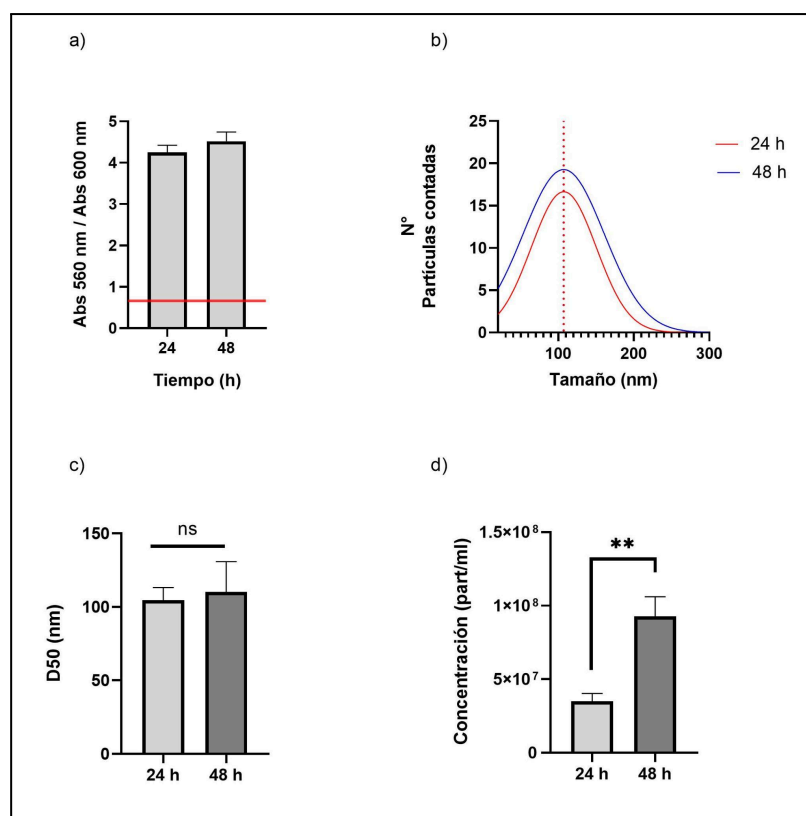 a)
5
4
3
2
1
0
Abs 560 nm / Abs 600 nm
24
48
Tiempo (h)
b)
25
20
15
10
5
0
N°
Partículas contadas
100
200
300
Tamaño (nm)
24 h
48 h
c)
150
100
50
0
D50 (nm)
ns
24 h
48 h
d)
1.5×10⁸
1×10⁸
5×10⁷
0
Concentración (part/ml)
**
24 h
48 h